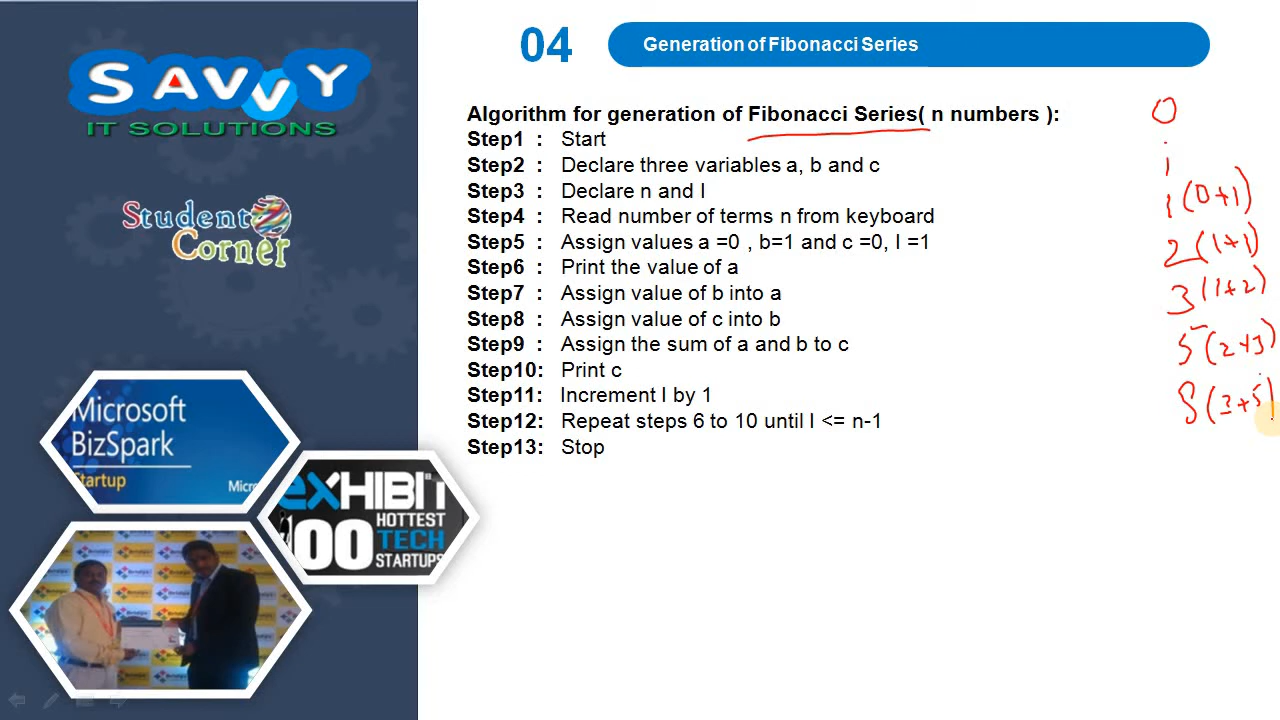 SAVVY
IT SOLUTIONS
Student
Corner
Microsoft
BizSpark
Startup
Micros
exHIBIT
100
HOTTEST
TECH
STARTUPS
04
Generation of Fibonacci Series
Algorithm for generation of Fibonacci Series( n numbers ):
Step1 : Start
Step2 : Declare three variables a, b and c
Step3 : Declare n and I
Step4 : Read number of terms n from keyboard
Step5 : Assign values a =0 , b=1 and c =0, I =1
Step6 : Print the value of a
Step7 : Assign value of b into a
Step8 : Assign value of c into b
Step9 : Assign the sum of a and b to c
Step10: Print c
Step11: Increment I by 1
Step12: Repeat steps 6 to 10 until I <= n-1
Step13: Stop
0
1
1 (0+1)
2 (1+1)
3 (1+2)
5 (2+3)
8 (3+5)